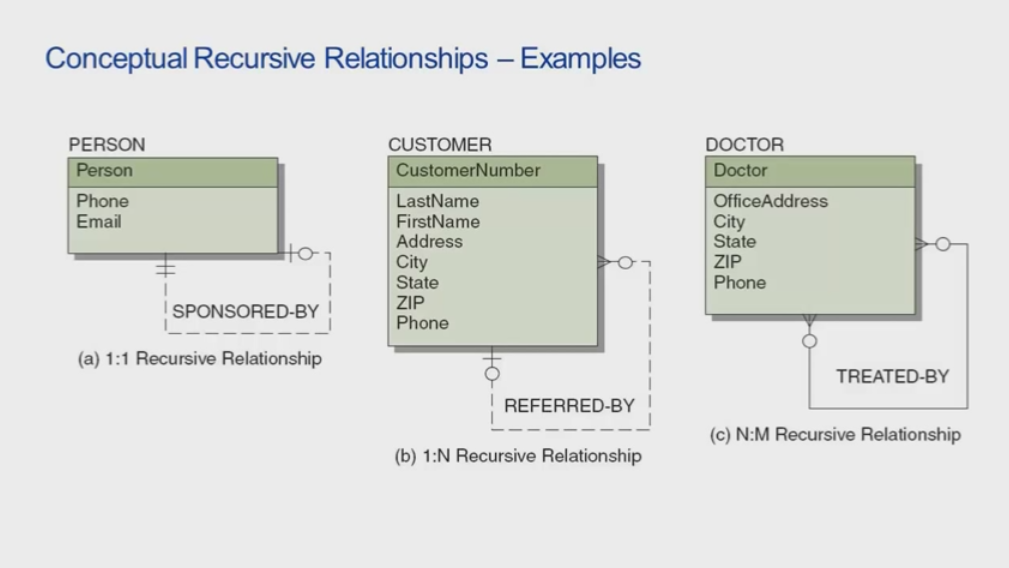 Conceptual Recursive Relationships – Examples
PERSON
Person
Phone
Email
SPONSORED-BY
(a) 1:1 Recursive Relationship
CUSTOMER
CustomerNumber
LastName
FirstName
Address
City
State
ZIP
Phone
REFERRED-BY
(b) 1:N Recursive Relationship
DOCTOR
Doctor
OfficeAddress
City
State
ZIP
Phone
TREATED-BY
(c) N:M Recursive Relationship